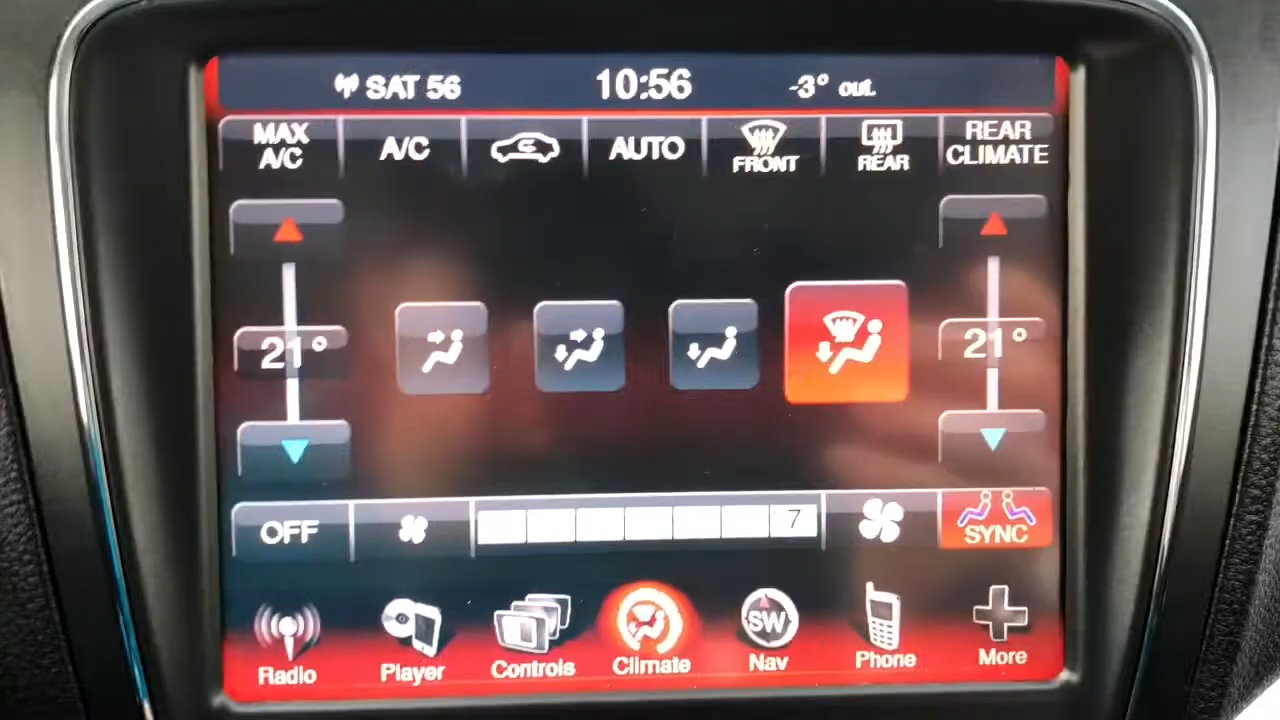 SAT 56 10:56 -3° out.
MAX A/C
A/C
AUTO
FRONT
REAR
REAR CLIMATE
21°
21°
OFF
7
SYNC
SW
Radio Player Controls Climate Nav Phone More